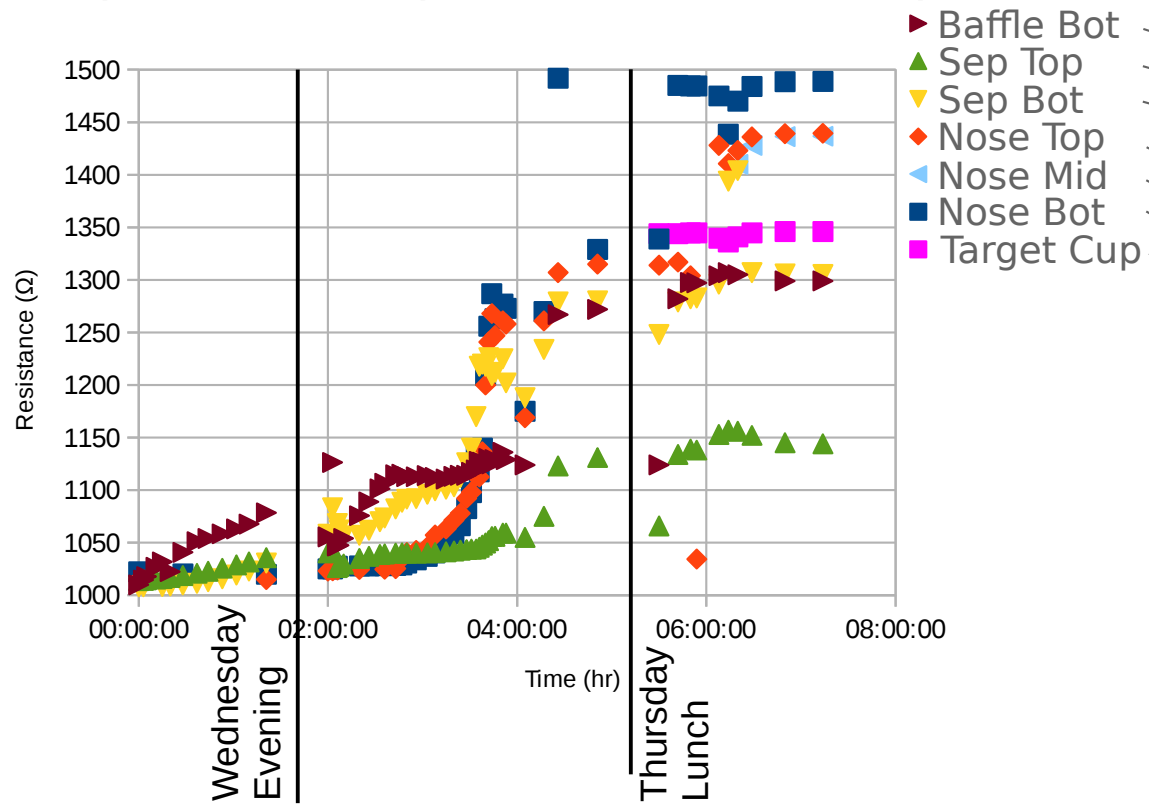 Baffle Bot
Sep Top
Sep Bot
Nose Top
Nose Mid
Nose Bot
Target Cup
1500
1450
1400
1350
1300
1250
1200
1150
1100
1050
1000
Resistance (Ω)
00:00:00
02:00:00
04:00:00
06:00:00
08:00:00
Time (hr)
Wednesday
Evening
Thursday
Lunch